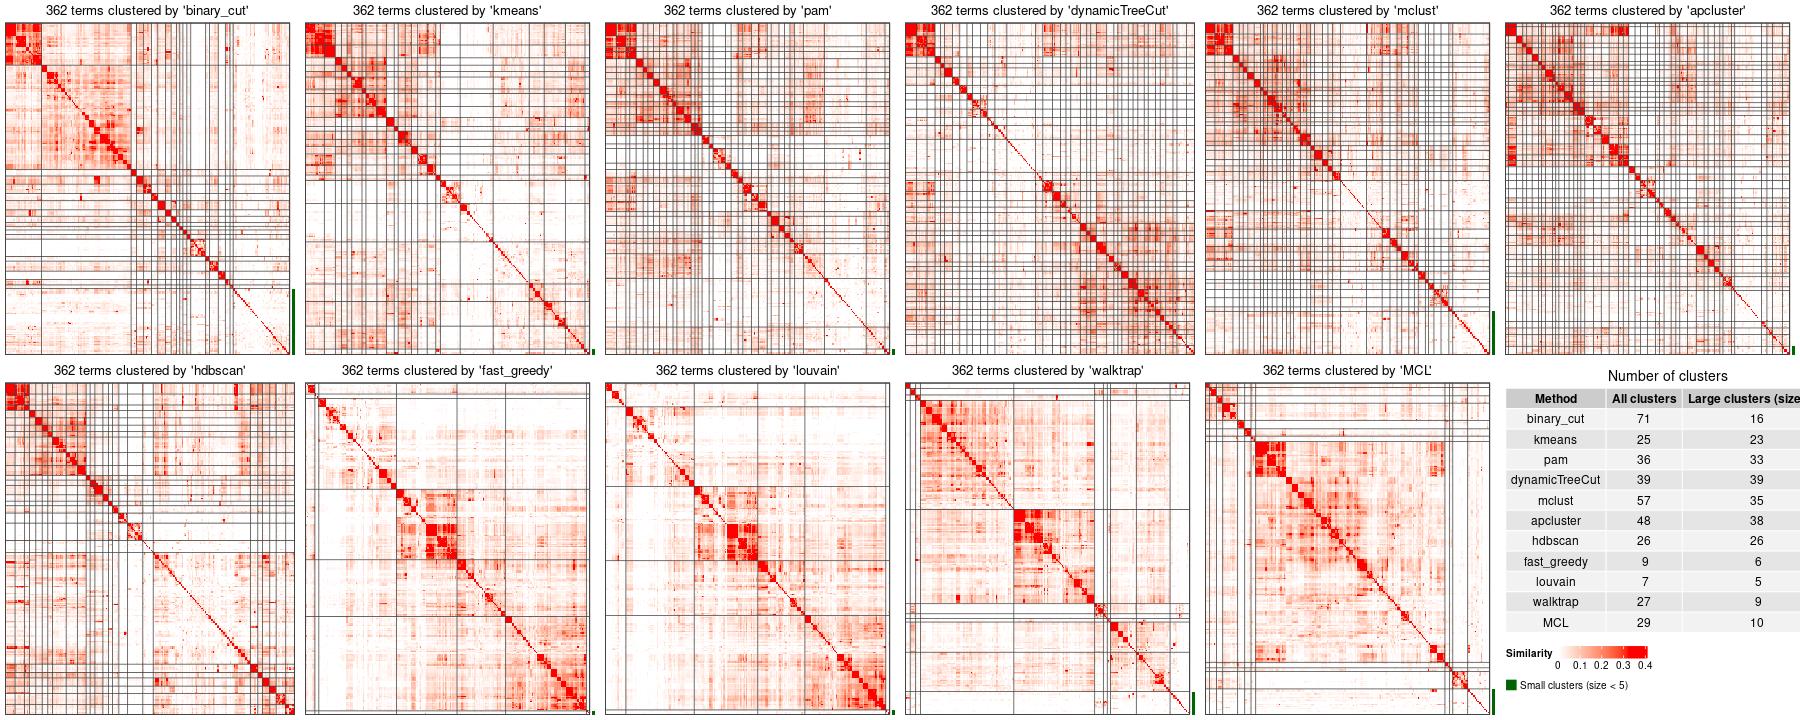 362 terms clustered by 'binary_cut'
362 terms clustered by 'kmeans'
362 terms clustered by 'pam'
362 terms clustered by 'dynamicTreeCut'
362 terms clustered by 'mclust'
362 terms clustered by 'apcluster'
362 terms clustered by 'hdbscan'
362 terms clustered by 'fast_greedy'
362 terms clustered by 'louvain'
362 terms clustered by 'walktrap'
362 terms clustered by 'MCL'
Number of clusters
Method All clusters Large clusters (size
binary_cut 71 16
kmeans 25 23
pam 36 33
dynamicTreeCut 39 39
mclust 57 35
apcluster 48 38
hdbscan 26 26
fast_greedy 9 6
louvain 7 5
walktrap 27 9
MCL 29 10
Similarity
0 0.1 0.2 0.3 0.4
Small clusters (size < 5)